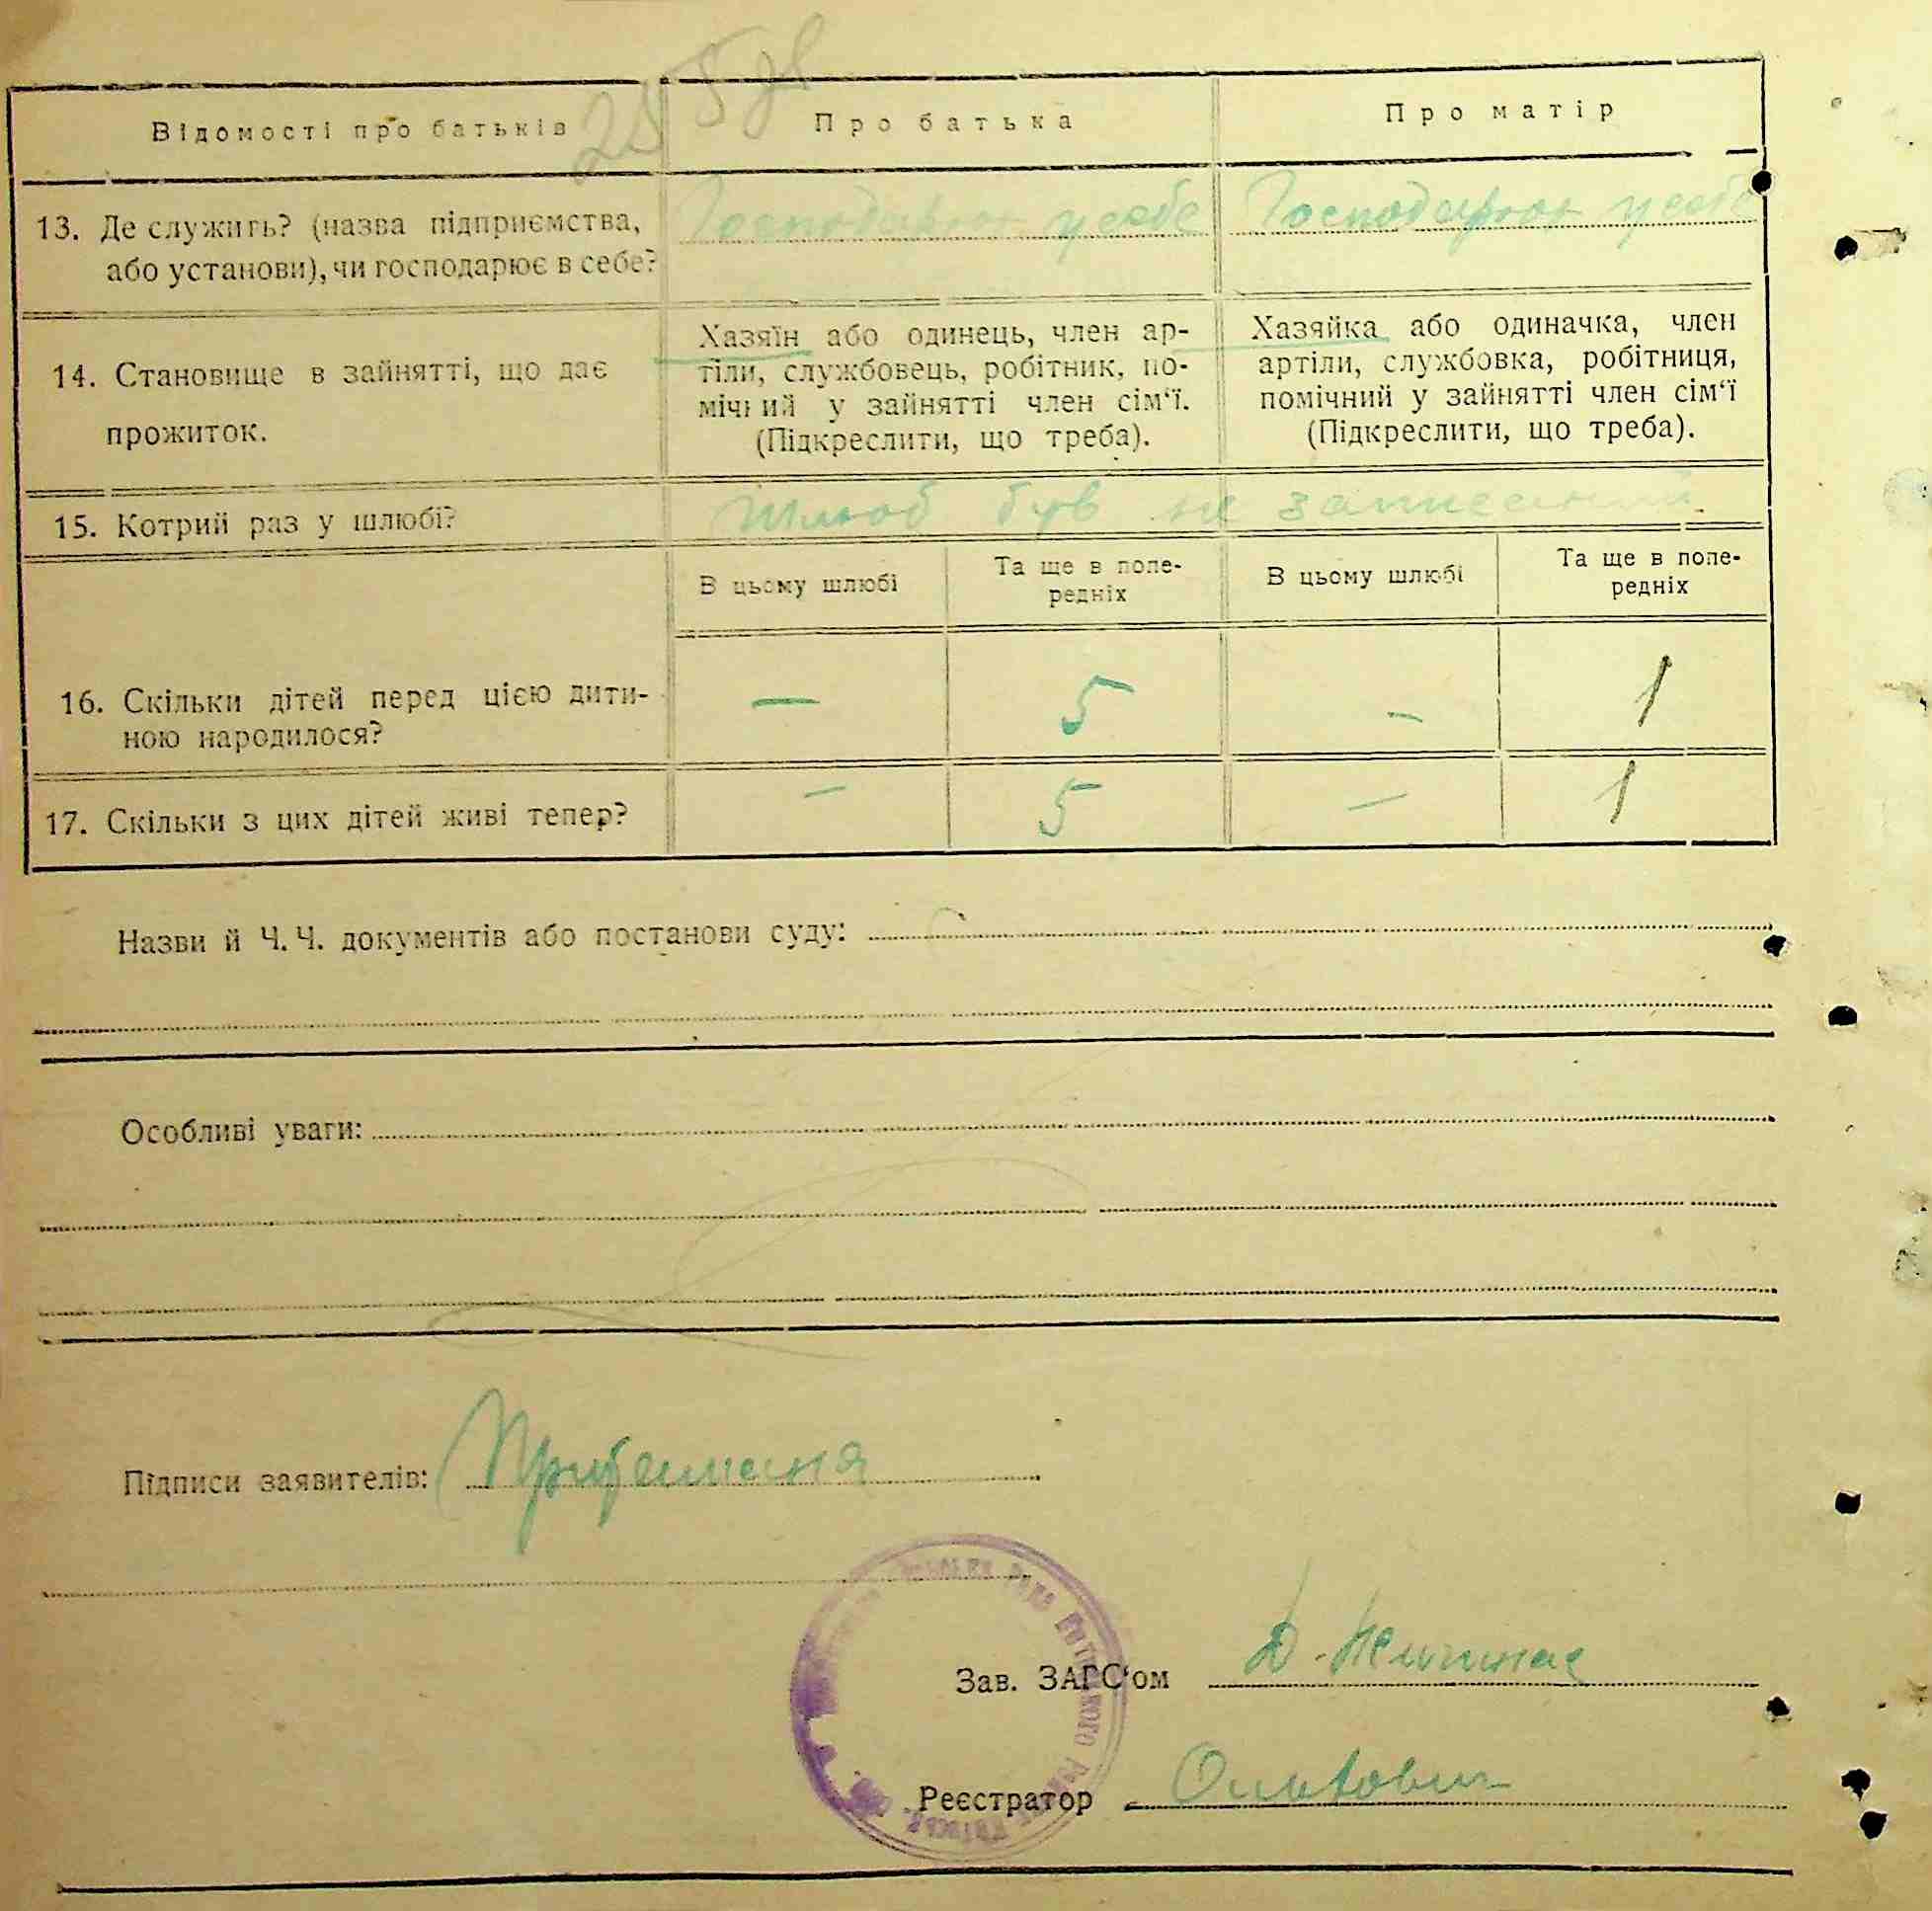 Відомості про батьків
Про батька
Про матір
13. Де служить? (назва підприємства,
або установи), чи господарює в себе?
Господарює у себе
Господарює у себе
14. Становище в зайнятті, що дає
прожиток.
Хазяїн або одинець, член ар-
тіли, службовець, робітник, по-
мічний у зайнятті член сім‘ї.
(Підкреслити, що треба).
Хазяйка або одиначка, член
артіли, службовка, робітниця,
помічний у зайнятті член сім‘ї
(Підкреслити, що треба).
15. Котрий раз у шлюбі?
Шлюб був не записаний
В цьому шлюбі
Та ще в попе-
редніх
В цьому шлюбі
Та ще в попе-
редніх
16. Скільки дітей перед цією дити-
ною народилося?
— 5 — 1
17. Скільки з цих дітей живі тепер?
— 5 — 1
Назви й Ч. Ч. документів або постанови суду:
Особливі уваги:
Підписи заявителів:
Зав. ЗАГС‘ом
Реєстратор